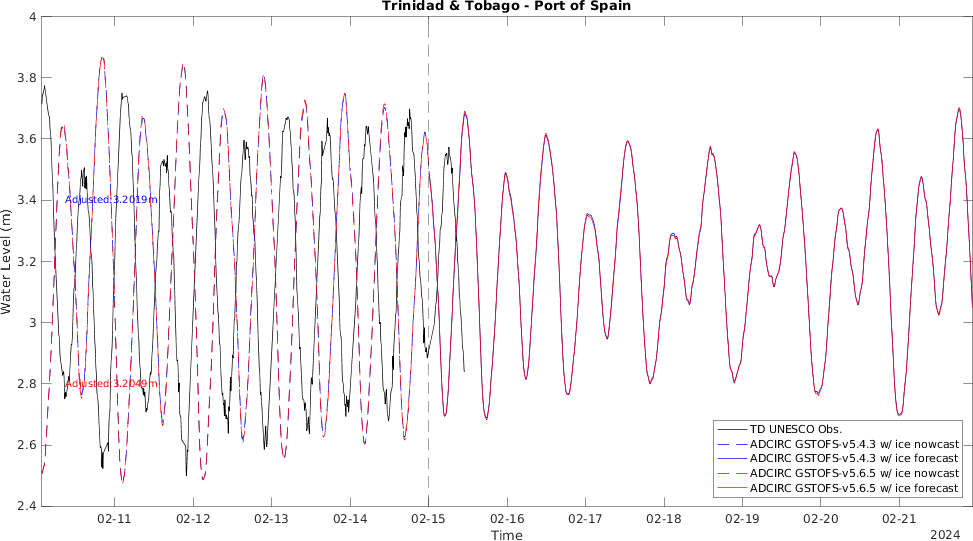 Trinidad & Tobago - Port of Spain
4
3.8
3.6
3.4
3.2
3
2.8
2.6
2.4
Water Level (m)
Adjusted:3.2019m
Adjusted:3.2049m
TD UNESCO Obs.
ADCIRC GSTOFS-v5.4.3 w/ ice nowcast
ADCIRC GSTOFS-v5.4.3 w/ ice forecast
ADCIRC GSTOFS-v5.6.5 w/ ice nowcast
ADCIRC GSTOFS-v5.6.5 w/ ice forecast
02-11 02-12 02-13 02-14 02-15 02-16 02-17 02-18 02-19 02-20 02-21
Time
2024